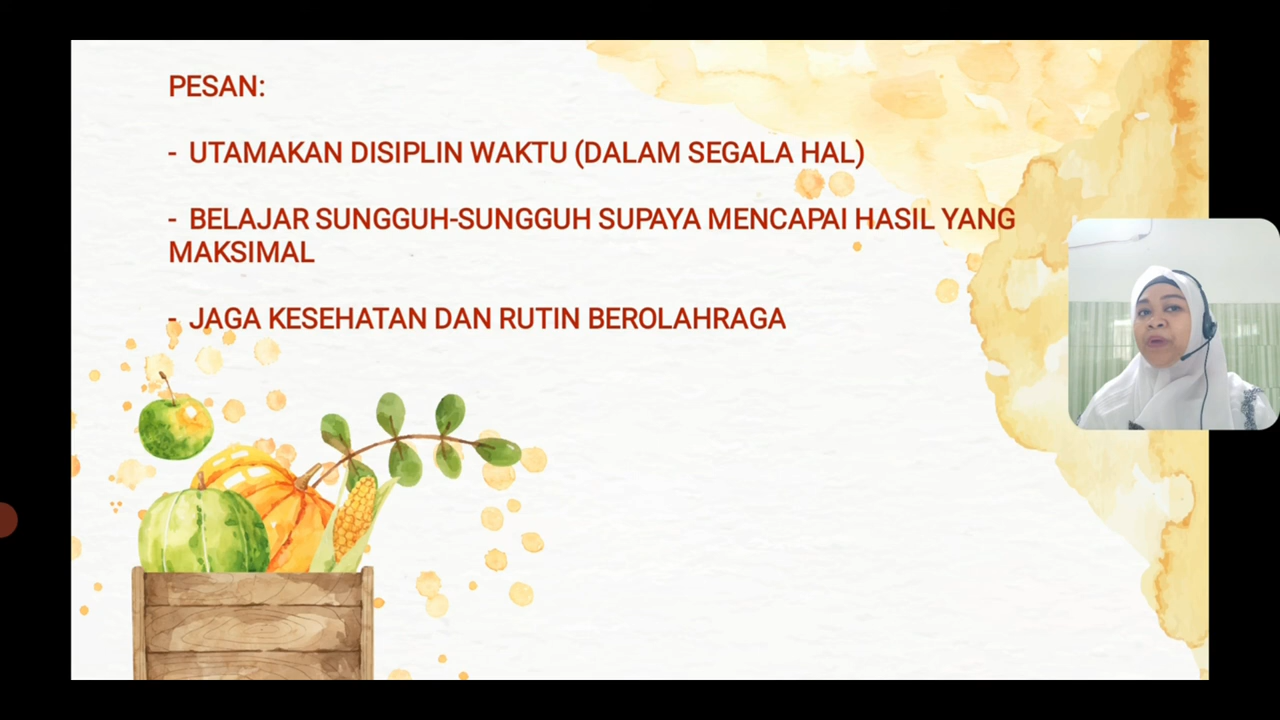 PESAN:
- UTAMAKAN DISIPLIN WAKTU (DALAM SEGALA HAL)
- BELAJAR SUNGGUH-SUNGGUH SUPAYA MENCAPAI HASIL YANG
MAKSIMAL
- JAGA KESEHATAN DAN RUTIN BEROLAHRAGA